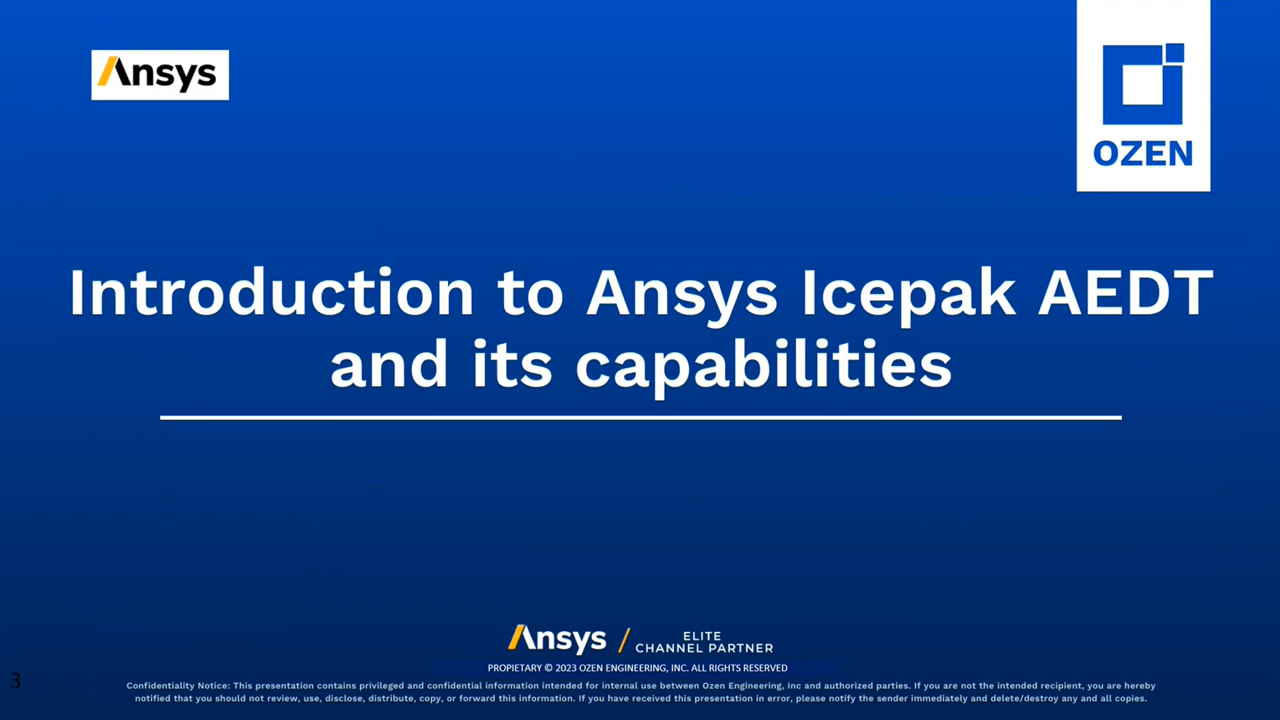 Ansys
OZEN
Introduction to Ansys Icepak AEDT
and its capabilities
Ansys / ELITE
CHANNEL PARTNER
PROPIETARY © 2023 OZEN ENGINEERING, INC. ALL RIGHTS RESERVED
3
Confidentiality Notice: This presentation contains privileged and confidential information intended for internal use between Ozen Engineering, Inc and authorized parties. If you are not the intended recipient, you are hereby
notified that you should not review, use, disclose, distribute, copy, or forward this information. If you have received this presentation in error, please notify the sender immediately and delete/destroy any and all copies.